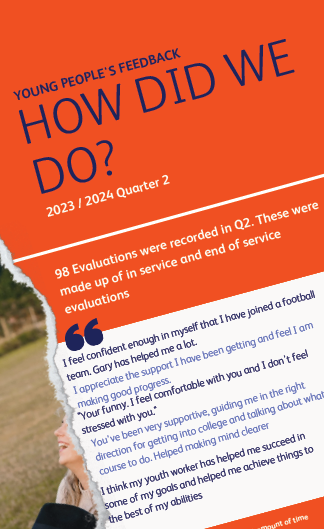 YOUNG PEOPLE'S FEEDBACK
HOW DID WE
DO?
2023 / 2024 Quarter 2
98 Evaluations were recorded in Q2. These were
made up of in service and end of service
evaluations
I feel confident enough in myself that I have joined a football
team. Gary has helped me a lot.
I appreciate the support I have been getting and feel I am
making good progress.
"Your funny. I feel comfortable with you and I don't feel
stressed with you."
You've been very supportive, guiding me in the right
direction for getting into college and talking about what
course to do. Helped making mind clearer
I think my youth worker has helped me succeed in
some of my goals and helped me achieve things to
the best of my abilities
amount of time